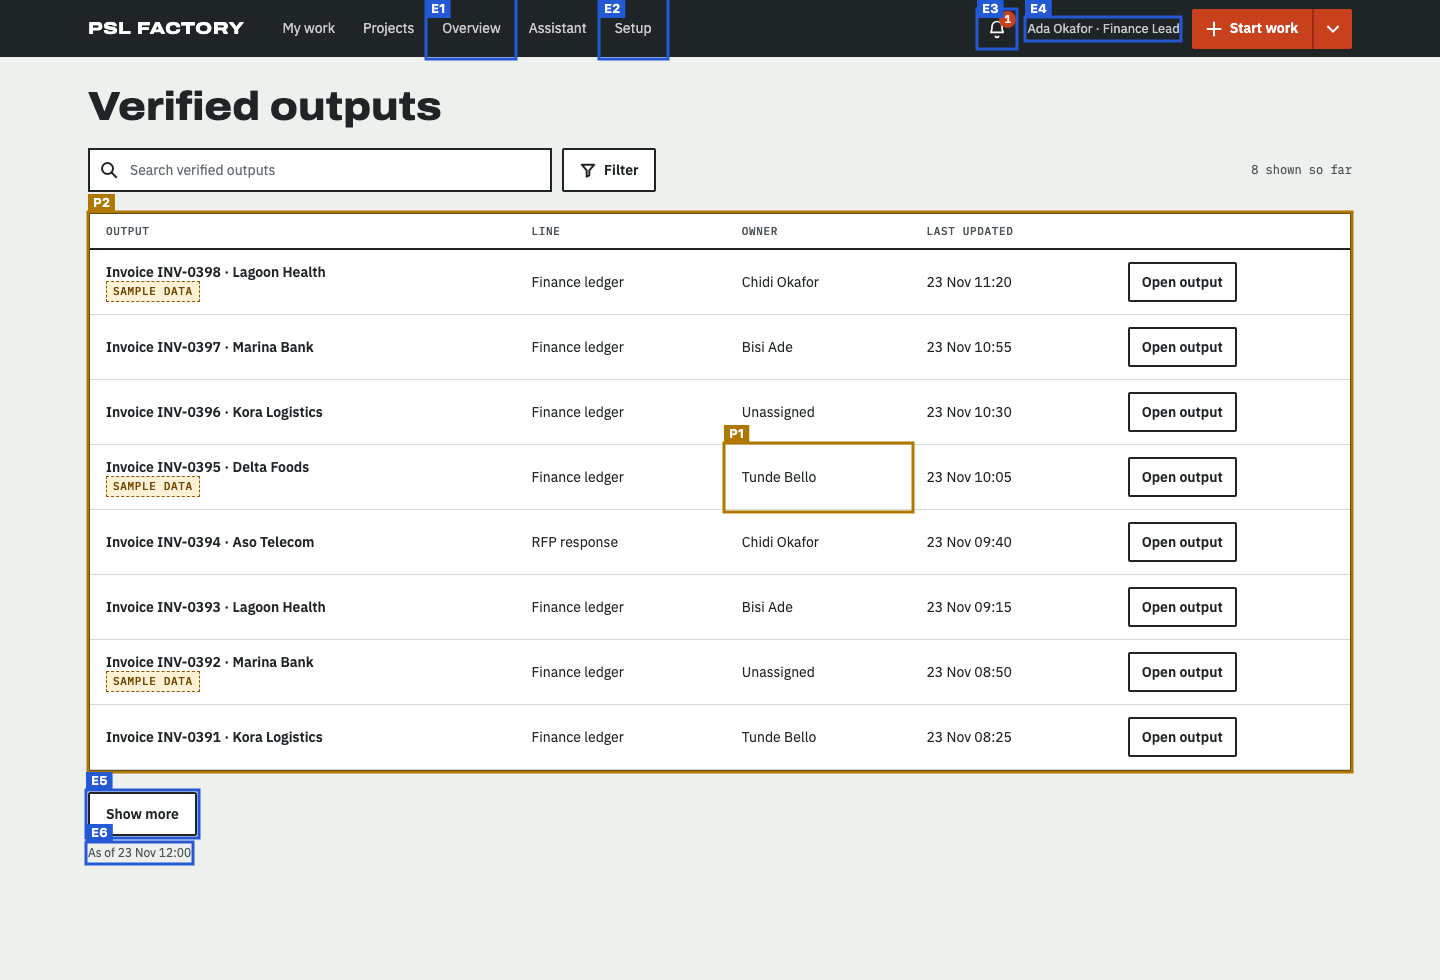 PSL FACTORY
My work
Projects
E1
Overview
Assistant
E2
Setup
E3
1
E4
Ada Okafor · Finance Lead
Start work
Verified outputs
Search verified outputs
Filter
8 shown so far
P2
OUTPUT LINE OWNER LAST UPDATED
Invoice INV-0398 · Lagoon Health
SAMPLE DATA
Finance ledger Chidi Okafor 23 Nov 11:20 Open output
Invoice INV-0397 · Marina Bank Finance ledger Bisi Ade 23 Nov 10:55 Open output
Invoice INV-0396 · Kora Logistics Finance ledger Unassigned 23 Nov 10:30 Open output
P1
Invoice INV-0395 · Delta Foods
SAMPLE DATA
Finance ledger Tunde Bello 23 Nov 10:05 Open output
Invoice INV-0394 · Aso Telecom RFP response Chidi Okafor 23 Nov 09:40 Open output
Invoice INV-0393 · Lagoon Health Finance ledger Bisi Ade 23 Nov 09:15 Open output
Invoice INV-0392 · Marina Bank
SAMPLE DATA
Finance ledger Unassigned 23 Nov 08:50 Open output
Invoice INV-0391 · Kora Logistics Finance ledger Tunde Bello 23 Nov 08:25 Open output
E5
Show more
E6
As of 23 Nov 12:00